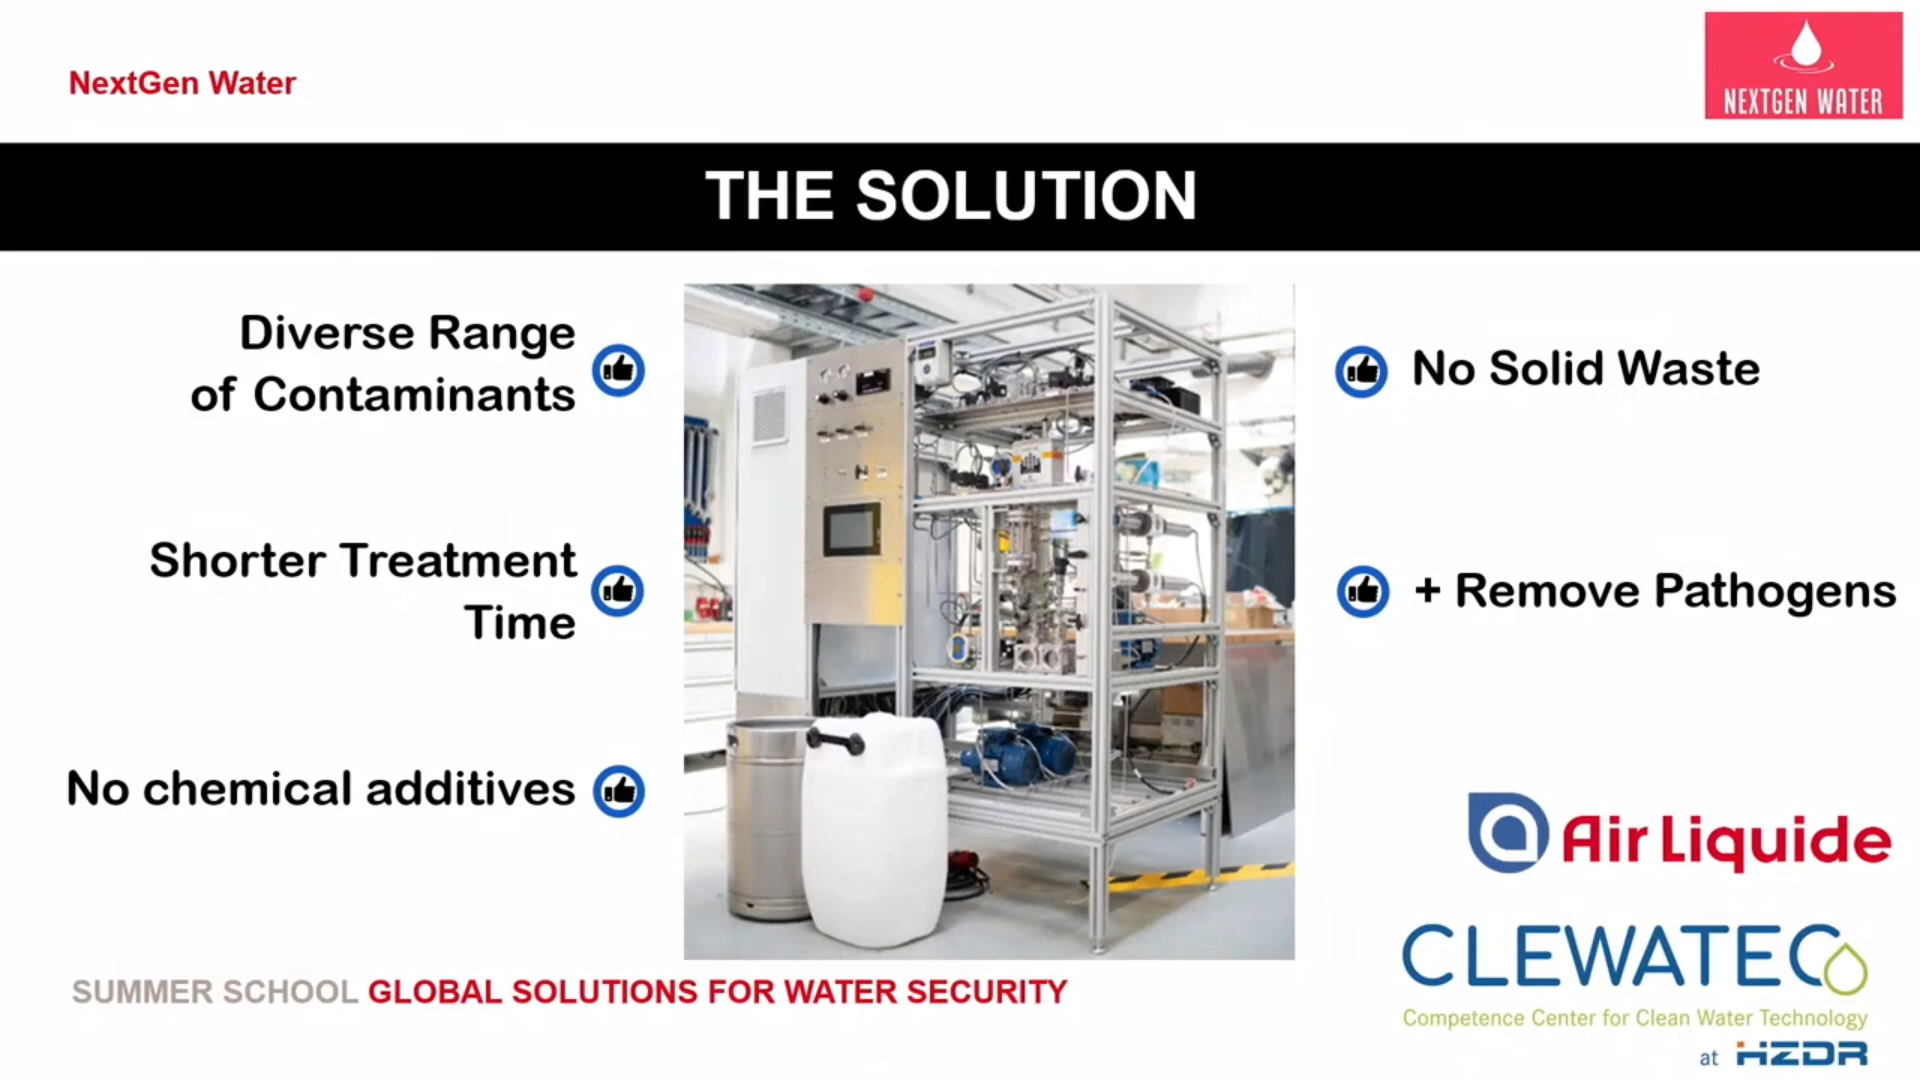 NextGen Water
NEXTGEN WATER
THE SOLUTION
Diverse Range
of Contaminants
Shorter Treatment
Time
No chemical additives
No Solid Waste
+ Remove Pathogens
Air Liquide
CLEWATEC
Competence Center for Clean Water Technology
at HZDR
SUMMER SCHOOL GLOBAL SOLUTIONS FOR WATER SECURITY